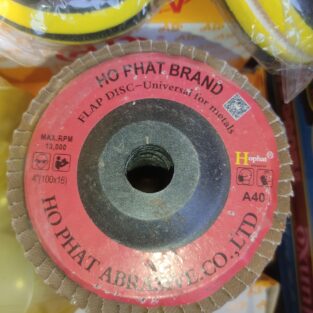 HO PHAT BRAND
FLAP DISC-Universal for metals
MAX.RPM
13,000
4"(100x16)
Hophat
A40
HO PHAT ABRASIVE CO.,LTD